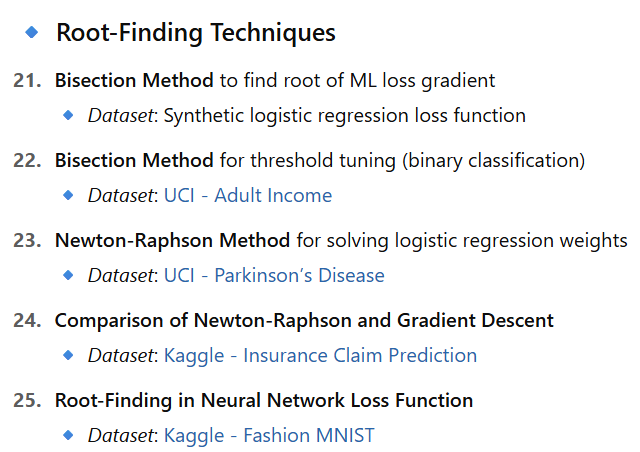 Root-Finding Techniques
21. Bisection Method to find root of ML loss gradient
Dataset: Synthetic logistic regression loss function
22. Bisection Method for threshold tuning (binary classification)
Dataset: UCI - Adult Income
23. Newton-Raphson Method for solving logistic regression weights
Dataset: UCI - Parkinson’s Disease
24. Comparison of Newton-Raphson and Gradient Descent
Dataset: Kaggle - Insurance Claim Prediction
25. Root-Finding in Neural Network Loss Function
Dataset: Kaggle - Fashion MNIST